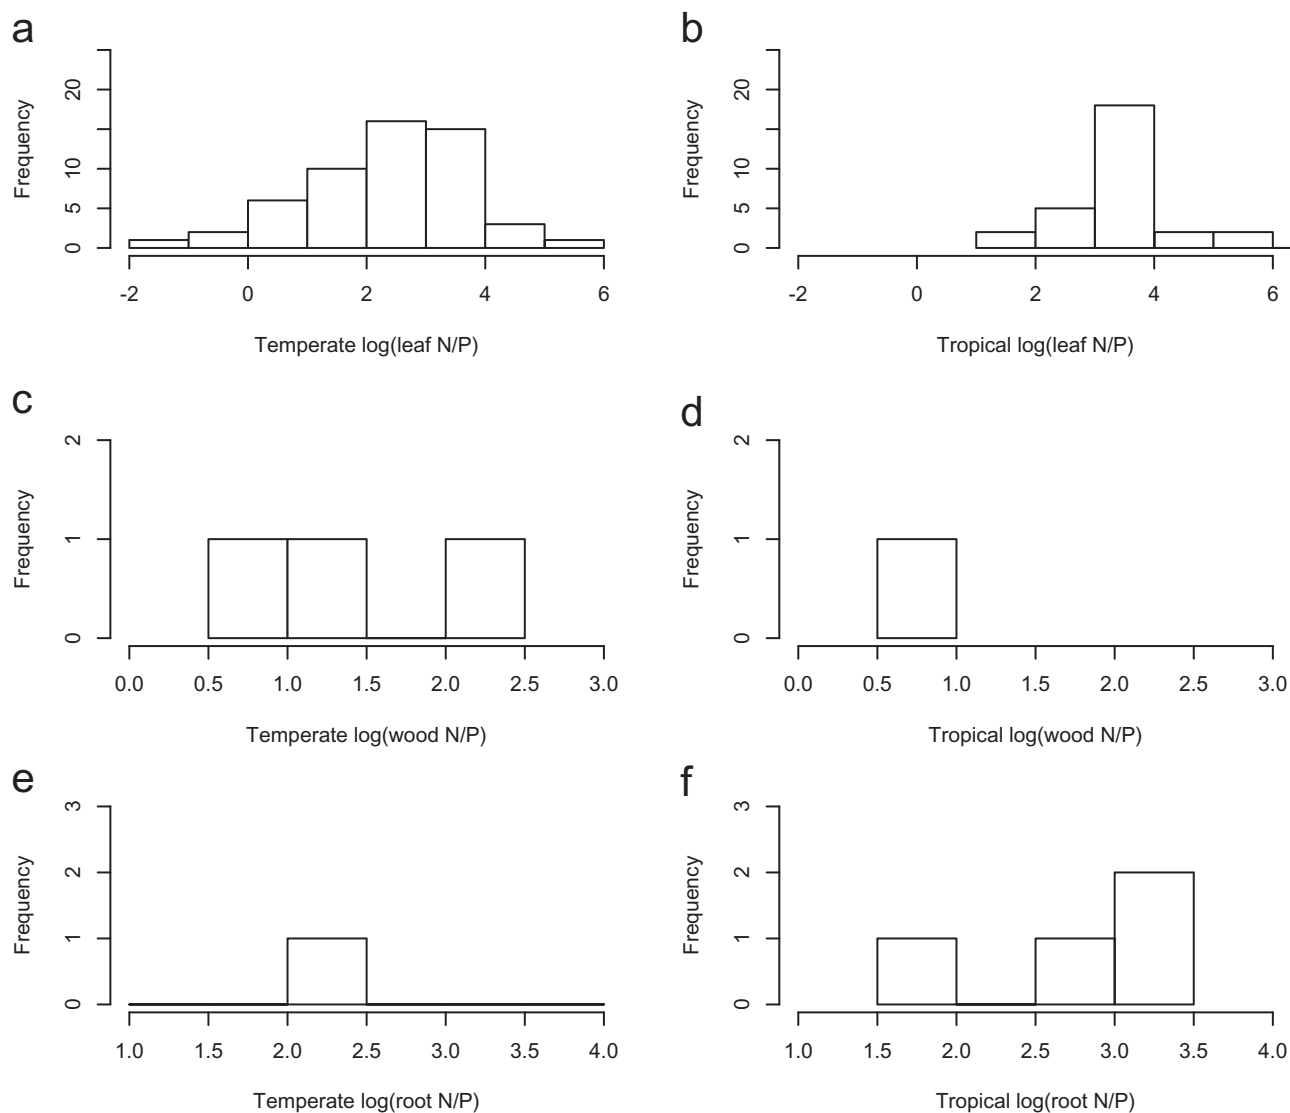 a
20
10
5
0
Frequency
-2 0 2 4 6
Temperate log(leaf N/P)
b
20
10
5
0
Frequency
-2 0 2 4 6
Tropical log(leaf N/P)
c
2
1
0
Frequency
0.0 0.5 1.0 1.5 2.0 2.5 3.0
Temperate log(wood N/P)
d
2
1
0
Frequency
0.0 0.5 1.0 1.5 2.0 2.5 3.0
Tropical log(wood N/P)
e
3
2
1
0
Frequency
1.0 1.5 2.0 2.5 3.0 3.5 4.0
Temperate log(root N/P)
f
3
2
1
0
Frequency
1.0 1.5 2.0 2.5 3.0 3.5 4.0
Tropical log(root N/P)